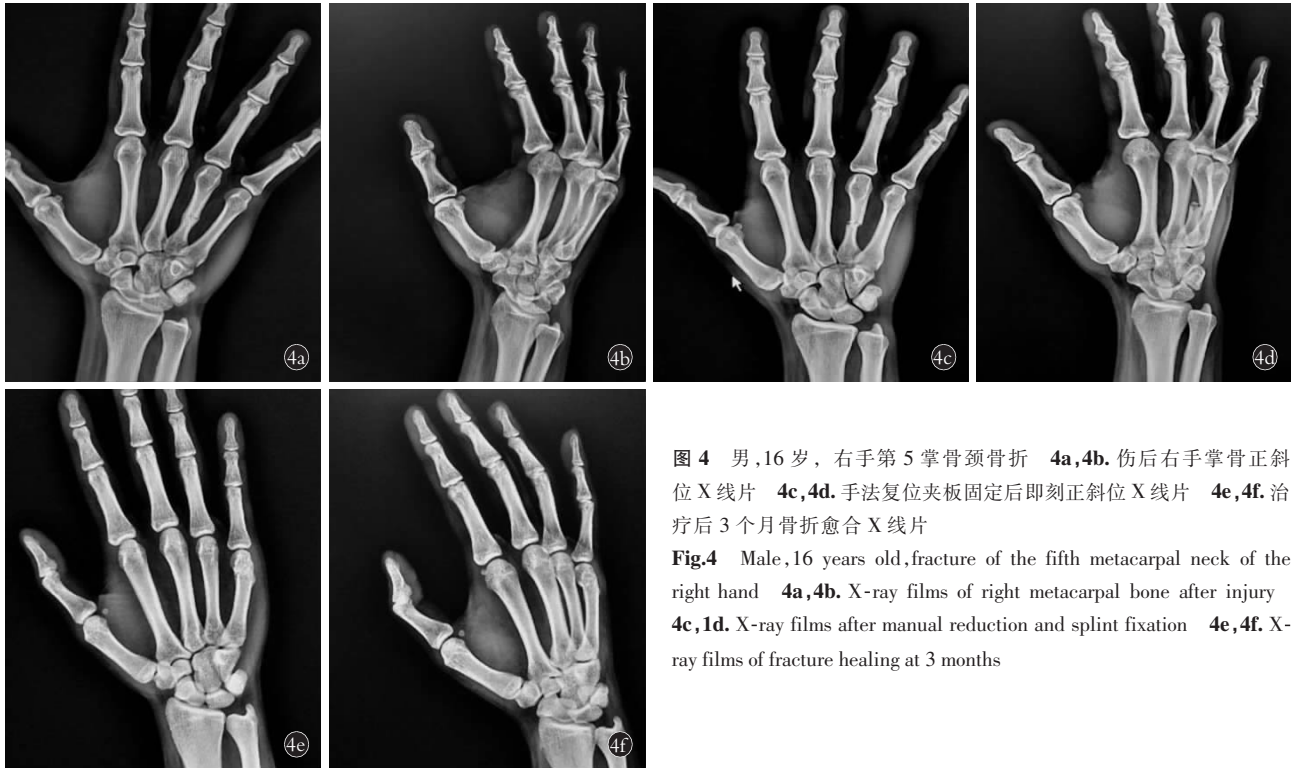 4a
4b
4c
4d
4e
4f
图 4 男,16 岁, 右手第 5 掌骨颈骨折 4a,4b. 伤后右手掌骨正斜
位 X 线片 4c,4d. 手法复位夹板固定后即刻正斜位 X 线片 4e,4f. 治
疗后 3 个月骨折愈合 X 线片
Fig.4 Male,16 years old,fracture of the fifth metacarpal neck of the
right hand 4a,4b. X-ray films of right metacarpal bone after injury
4c,1d. X-ray films after manual reduction and splint fixation 4e,4f. X-
ray films of fracture healing at 3 months